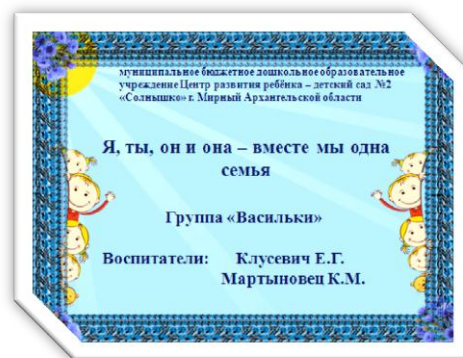 муниципальное бюджетное дошкольное образовательное
учреждение Центр развития ребёнка – детский сад №2
«Солнышко» г. Мирный Архангельской области
Я, ты, он и она – вместе мы одна
семья
Группа «Васильки»
Воспитатели: Клусевич Е.Г.
Мартыновец К.М.